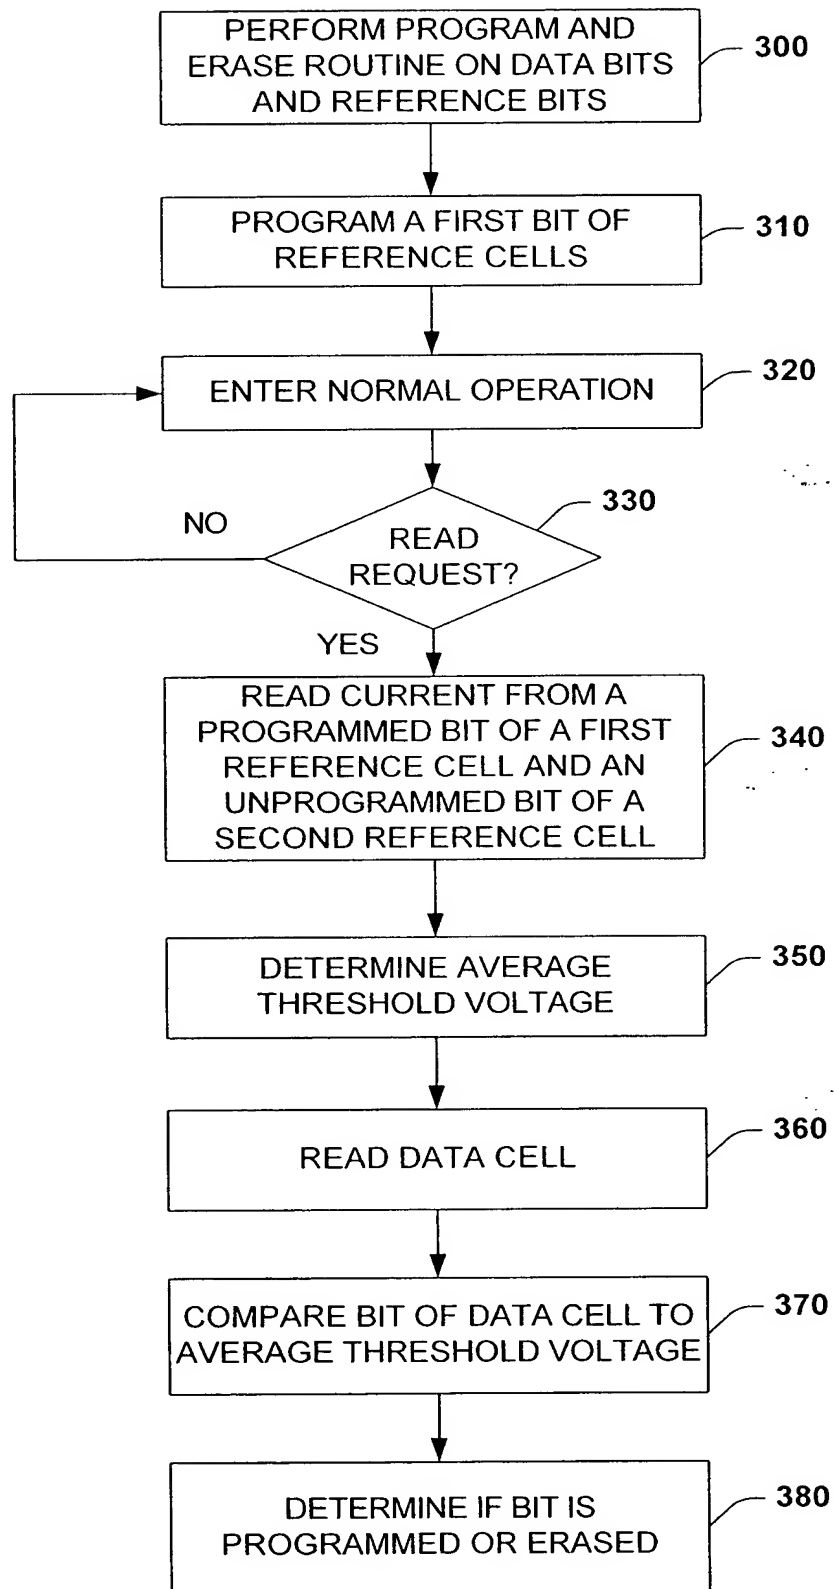 PERFORM PROGRAM AND
ERASE ROUTINE ON DATA BITS
AND REFERENCE BITS
300
PROGRAM A FIRST BIT OF
REFERENCE CELLS
310
ENTER NORMAL OPERATION
320
READ
REQUEST?
330
NO
YES
READ CURRENT FROM A
PROGRAMMED BIT OF A FIRST
REFERENCE CELL AND AN
UNPROGRAMMED BIT OF A
SECOND REFERENCE CELL
340
DETERMINE AVERAGE
THRESHOLD VOLTAGE
350
READ DATA CELL
360
COMPARE BIT OF DATA CELL TO
AVERAGE THRESHOLD VOLTAGE
370
DETERMINE IF BIT IS
PROGRAMMED OR ERASED
380